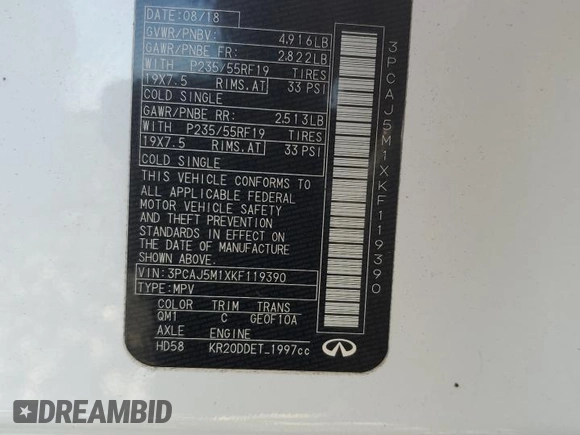 DATE: 08/18
GVWR/PNBV: 4.916LB
GAWR/PNBE FR: 2.822LB
WITH P235/55RF19 TIRES
19X7.5 RIMS.AT 33 PSI
COLD SINGLE
GAWR/PNBE RR: 2.513LB
WITH P235/55RF19 TIRES
19X7.5 RIMS.AT 33 PSI
COLD SINGLE
THIS VEHICLE CONFORMS TO
ALL APPLICABLE FEDERAL
MOTOR VEHICLE SAFETY
AND THEFT PREVENTION
STANDARDS IN EFFECT ON
THE DATE OF MANUFACTURE
SHOWN ABOVE.
VIN: 3PCAJ5M1XKF119390
TYPE: MPV
COLOR TRIM TRIM
QM1 C GEOF10A
AXLE ENGINE
HD58 KR20DDET_1997cc
3PCAJ5M1XKF119390
DREAMBID
DREAMBID